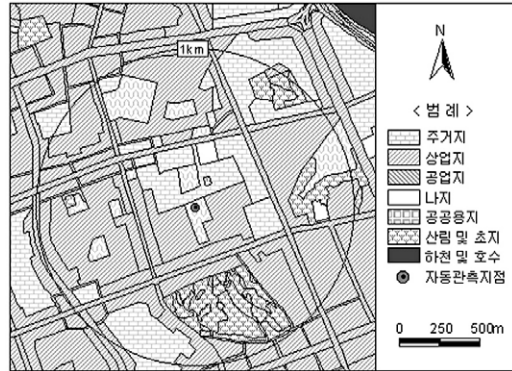 1km
N
< 범 례 >
주거지
상업지
공업지
나지
공공용지
산림 및 초지
하천 및 호수
자동관측지점
0 250 500m